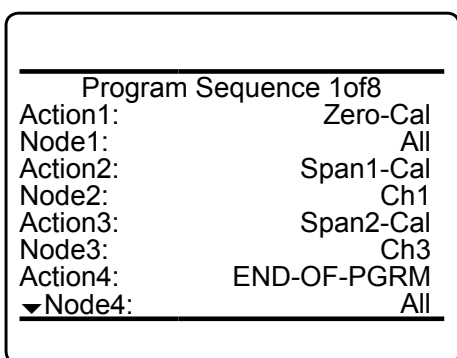 Program Sequence 1of8
Action1: Zero-Cal
Node1: All
Action2: Span1-Cal
Node2: Ch1
Action3: Span2-Cal
Node3: Ch3
Action4: END-OF-PGRM
Node4: All